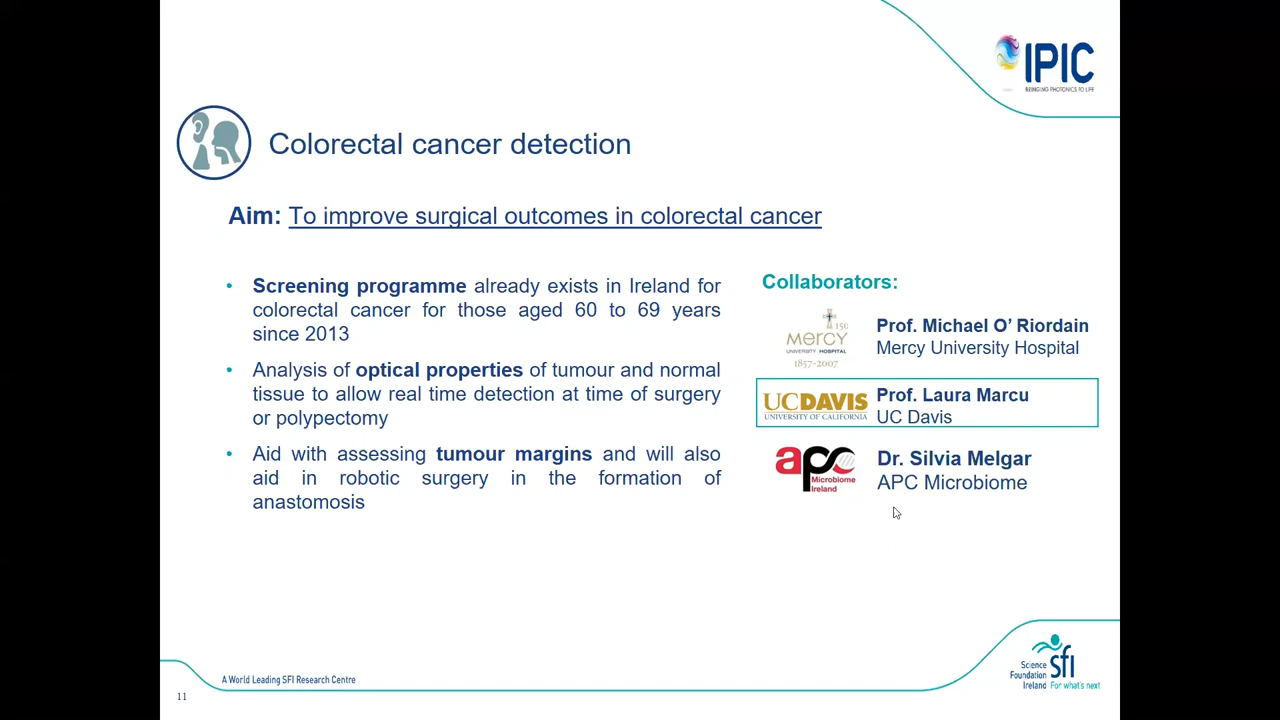 IPIC
BRINGING PHOTONICS TO LIFE
Colorectal cancer detection
Aim: To improve surgical outcomes in colorectal cancer
• Screening programme already exists in Ireland for
colorectal cancer for those aged 60 to 69 years
since 2013
• Analysis of optical properties of tumour and normal
tissue to allow real time detection at time of surgery
or polypectomy
• Aid with assessing tumour margins and will also
aid in robotic surgery in the formation of
anastomosis
Collaborators:
150
MERCY
UNIVERSITY HOSPITAL
1857-2007
Prof. Michael O’ Riordain
Mercy University Hospital
UCDAVIS
UNIVERSITY OF CALIFORNIA
Prof. Laura Marcu
UC Davis
apc
Microbiome
Ireland
Dr. Silvia Melgar
APC Microbiome
A World Leading SFI Research Centre
Science
Foundation
Ireland
sfi
For what's next
11